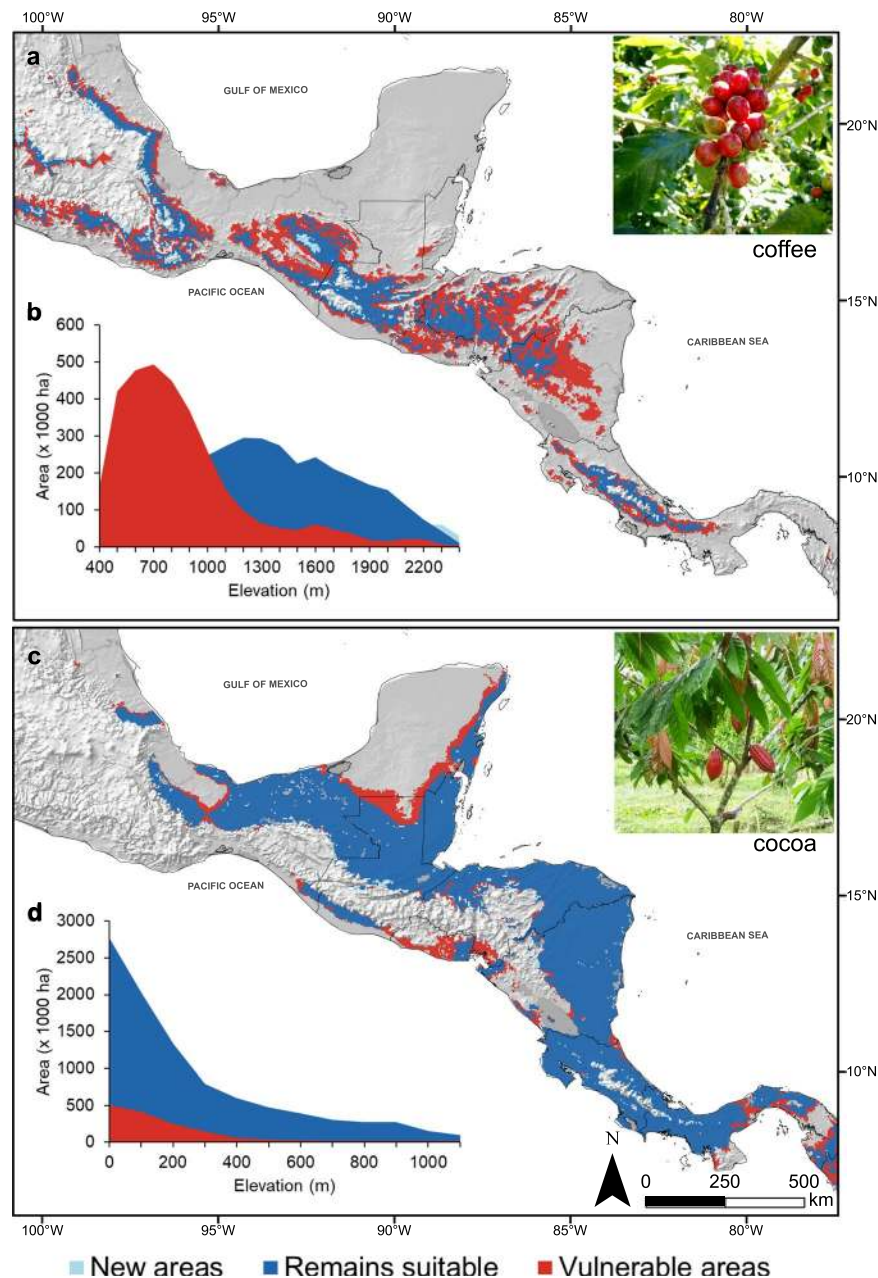 100°W 95°W 90°W 85°W 80°W
a
GULF OF MEXICO
20°N
coffee
PACIFIC OCEAN
15°N
b
CARIBBEAN SEA
600
500
400
300
200
100
0
Area (x 1000 ha)
10°N
400 700 1000 1300 1600 1900 2200
Elevation (m)
c
GULF OF MEXICO
20°N
cocoa
PACIFIC OCEAN
15°N
d
CARIBBEAN SEA
3000
2500
2000
1500
1000
500
0
Area (x 1000 ha)
10°N
0 200 400 600 800 1000
Elevation (m)
N
0 250 500
km
100°W 95°W 90°W 85°W 80°W
New areas Remains suitable Vulnerable areas